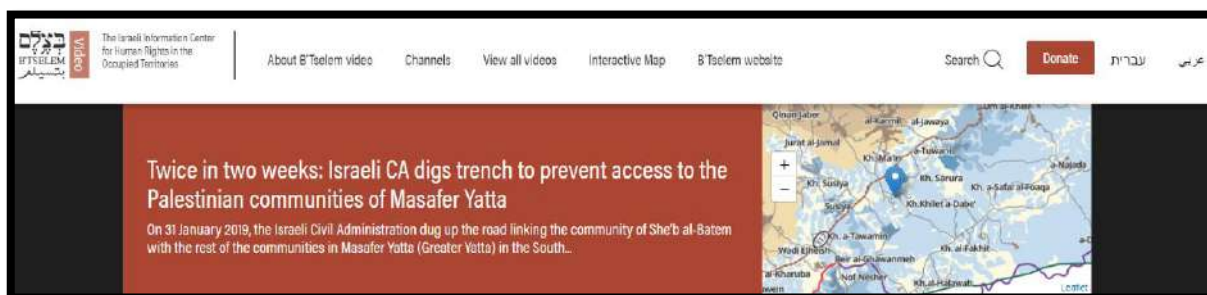 בצלם
B'TSELEM
بتسيلم
Video
The Israeli Information Center
for Human Rights in the
Occupied Territories
About B'Tselem video
Channels
View all videos
Interactive Map
B'Tselem website
Search
Donate
עברית
عربي
Twice in two weeks: Israeli CA digs trench to prevent access to the
Palestinian communities of Masafer Yatta
On 31 January 2019, the Israeli Civil Administration dug up the road linking the community of She'b al-Batem
with the rest of the communities in Masafer Yatta (Greater Yatta) in the South...
+
−
Qinan Jaber
al-Karmil
al-Jawaya
Jurat al-Jamal
a-Tuwani
Kh. Ma'in
a-Najada
Kh. Sarura
Kh. Susiya
Kh. a-Safai al-Foaqa
Susiya
Kh. Khilet a-Dabe'
Kh. a-Tawamin
Wadi Ejheish
Kh. al-Fakhit
Beir al-Ghawanmeh
Nof Nesher
Kh. al-Halawah
Leaflet